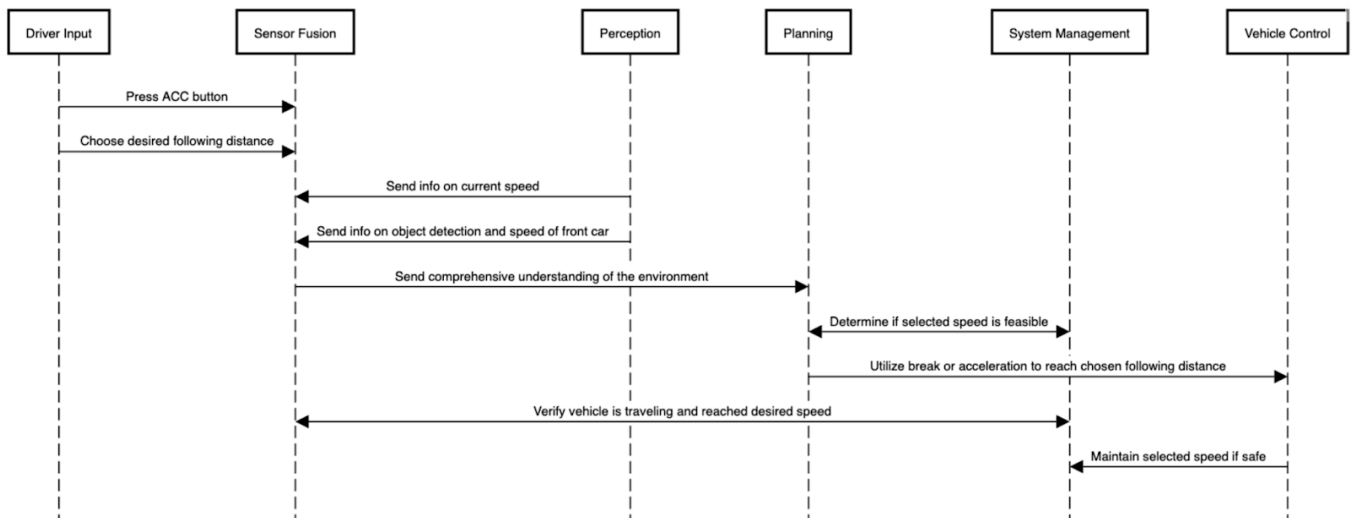 Driver Input
Sensor Fusion
Perception
Planning
System Management
Vehicle Control
Press ACC button
Choose desired following distance
Send info on current speed
Send info on object detection and speed of front car
Send comprehensive understanding of the environment
Determine if selected speed is feasible
Utilize break or acceleration to reach chosen following distance
Verify vehicle is traveling and reached desired speed
Maintain selected speed if safe